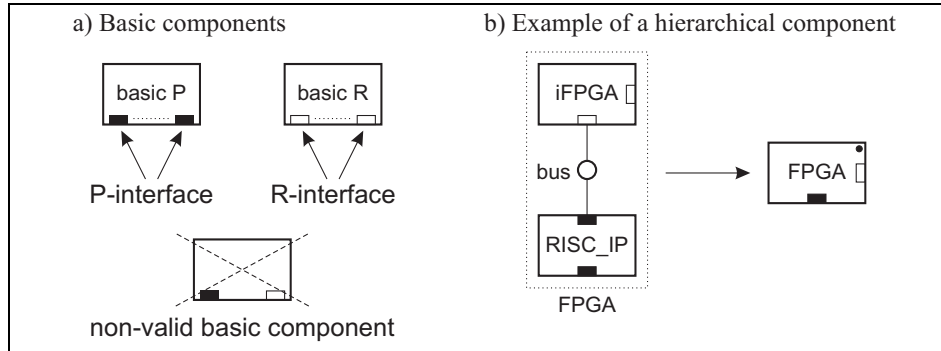 a) Basic components
basic P
basic R
P-interface
R-interface
non-valid basic component
b) Example of a hierarchical component
iFPGA
bus
RISC_IP
FPGA
FPGA